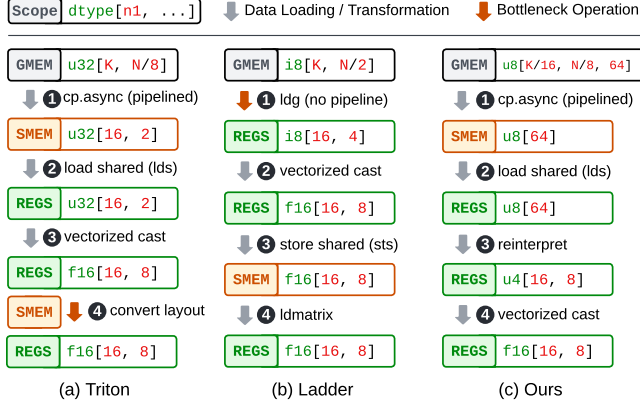 Scope dtype[n1, ...] Data Loading / Transformation Bottleneck Operation
GMEM u32[K, N/8]
1 cp.async (pipelined)
SMEM u32[16, 2]
2 load shared (lds)
REGS u32[16, 2]
3 vectorized cast
REGS f16[16, 8]
SMEM 4 convert layout
REGS f16[16, 8]
(a) Triton
GMEM i8[K, N/2]
1 ldg (no pipeline)
REGS i8[16, 4]
2 vectorized cast
REGS f16[16, 8]
3 store shared (sts)
SMEM f16[16, 8]
4 ldmatrix
REGS f16[16, 8]
(b) Ladder
GMEM u8[K/16, N/8, 64]
1 cp.async (pipelined)
SMEM u8[64]
2 load shared (lds)
REGS u8[64]
3 reinterpret
REGS u4[16, 8]
4 vectorized cast
REGS f16[16, 8]
(c) Ours